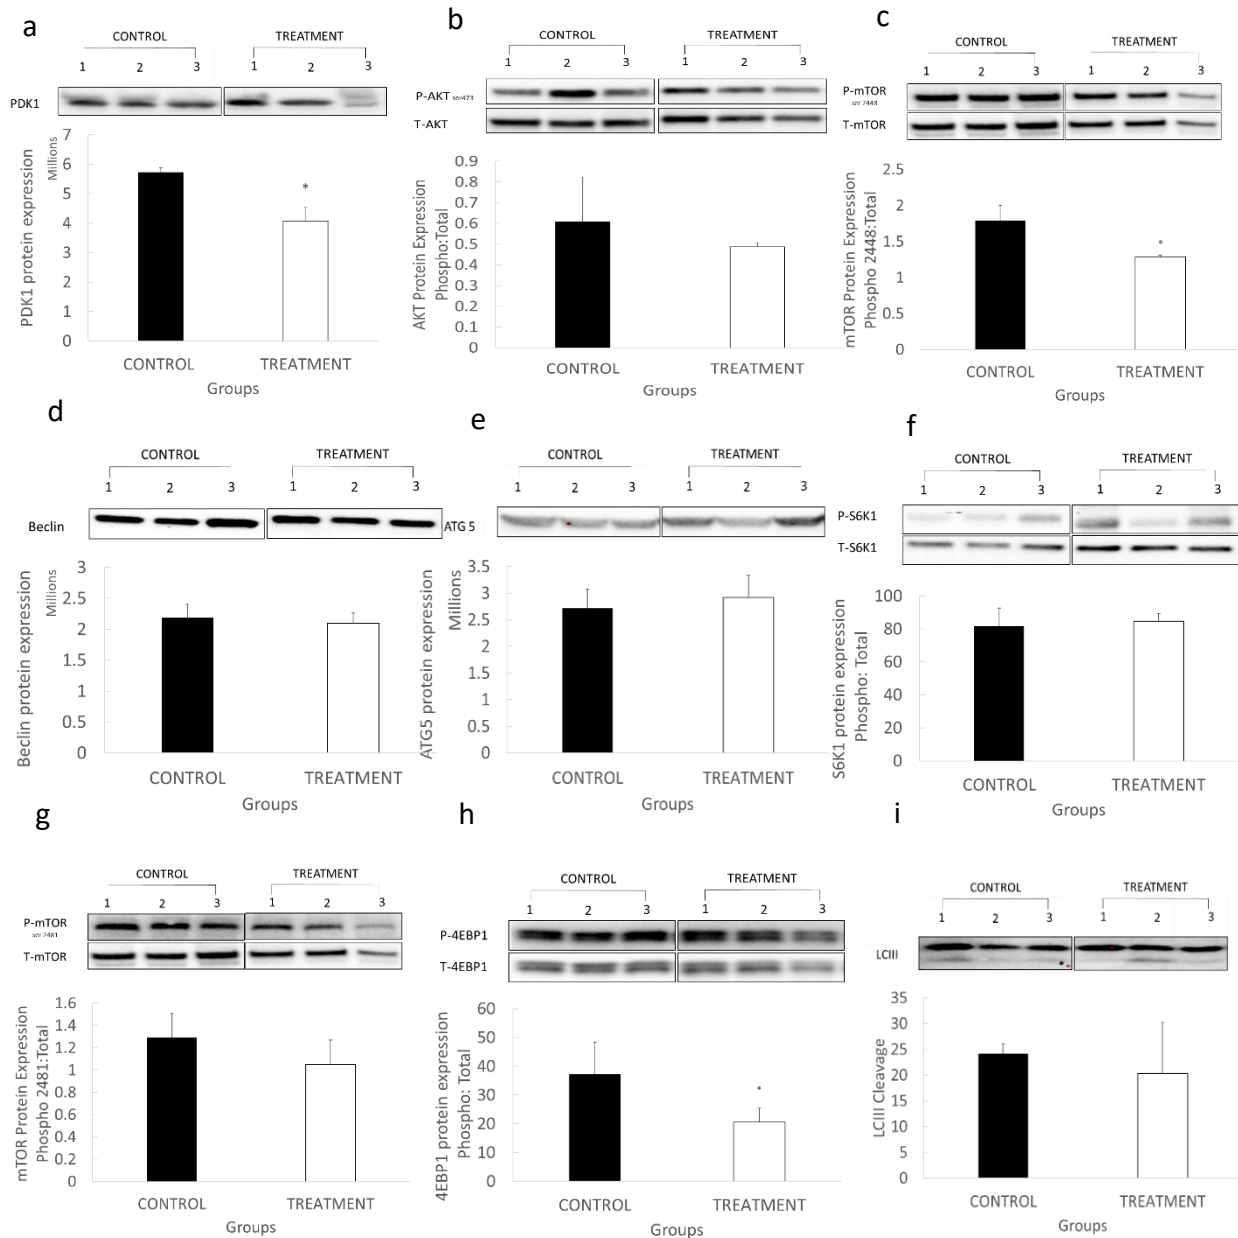 a
CONTROL TREATMENT
1 2 3 1 2 3
PDK1
PDK1 protein expression
Millions
7
6
5
4
3
2
1
0
*
CONTROL TREATMENT
Groups
b
CONTROL TREATMENT
1 2 3 1 2 3
P-AKT ser473
T-AKT
AKT Protein Expression
Phospho:Total
0.9
0.8
0.7
0.6
0.5
0.4
0.3
0.2
0.1
0
CONTROL TREATMENT
Groups
c
CONTROL TREATMENT
1 2 3 1 2 3
P-mTOR
ser 2448
T-mTOR
mTOR Protein Expression
Phospho 2448:Total
2.5
2
1.5
1
0.5
0
*
CONTROL TREATMENT
Groups
d
CONTROL TREATMENT
1 2 3 1 2 3
Beclin
Beclin protein expression
Millions
3
2.5
2
1.5
1
0.5
0
CONTROL TREATMENT
Groups
e
CONTROL TREATMENT
1 2 3 1 2 3
ATG 5
ATG5 protein expression
Millions
3.5
3
2.5
2
1.5
1
0.5
0
CONTROL TREATMENT
Groups
f
CONTROL TREATMENT
1 2 3 1 2 3
P-S6K1
T-S6K1
S6K1 protein expression
Phospho: Total
100
80
60
40
20
0
CONTROL TREATMENT
Groups
g
CONTROL TREATMENT
1 2 3 1 2 3
P-mTOR
ser 2481
T-mTOR
mTOR Protein Expression
Phospho 2481:Total
1.6
1.4
1.2
1
0.8
0.6
0.4
0.2
0
CONTROL TREATMENT
Groups
h
CONTROL TREATMENT
1 2 3 1 2 3
P-4EBP1
T-4EBP1
4EBP1 protein expression
Phospho: Total
60
50
40
30
20
10
0
*
CONTROL TREATMENT
Groups
i
CONTROL TREATMENT
1 2 3 1 2 3
LCIII
LCIII Cleavage
35
30
25
20
15
10
5
0
CONTROL TREATMENT
Groups